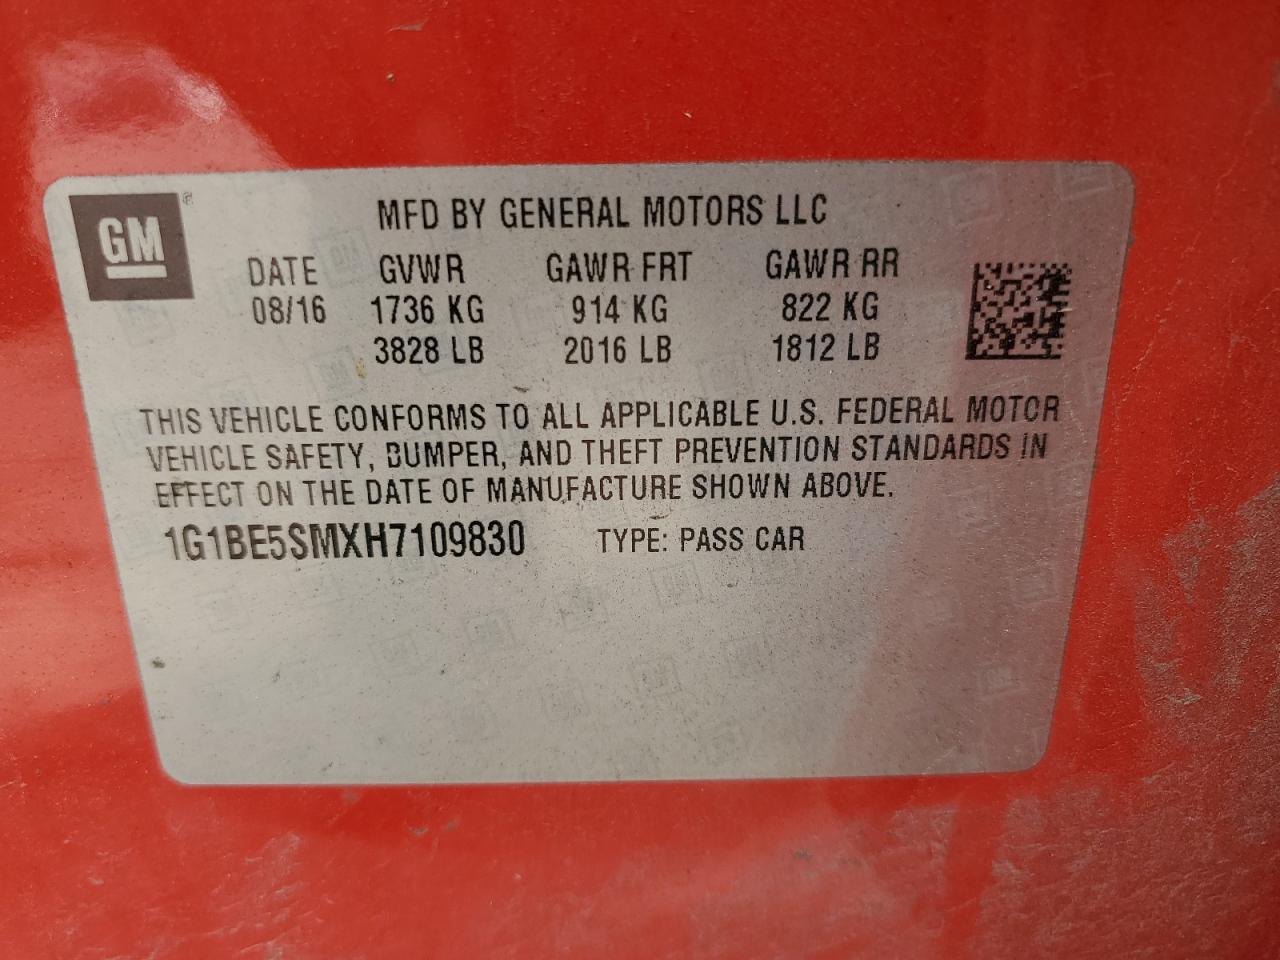 GM
MFD BY GENERAL MOTORS LLC
DATE GVWR GAWR FRT GAWR RR
08/16 1736 KG 914 KG 822 KG
3828 LB 2016 LB 1812 LB
THIS VEHICLE CONFORMS TO ALL APPLICABLE U.S. FEDERAL MOTOR
VEHICLE SAFETY, BUMPER, AND THEFT PREVENTION STANDARDS IN
EFFECT ON THE DATE OF MANUFACTURE SHOWN ABOVE.
1G1BE5SMXH7109830 TYPE: PASS CAR